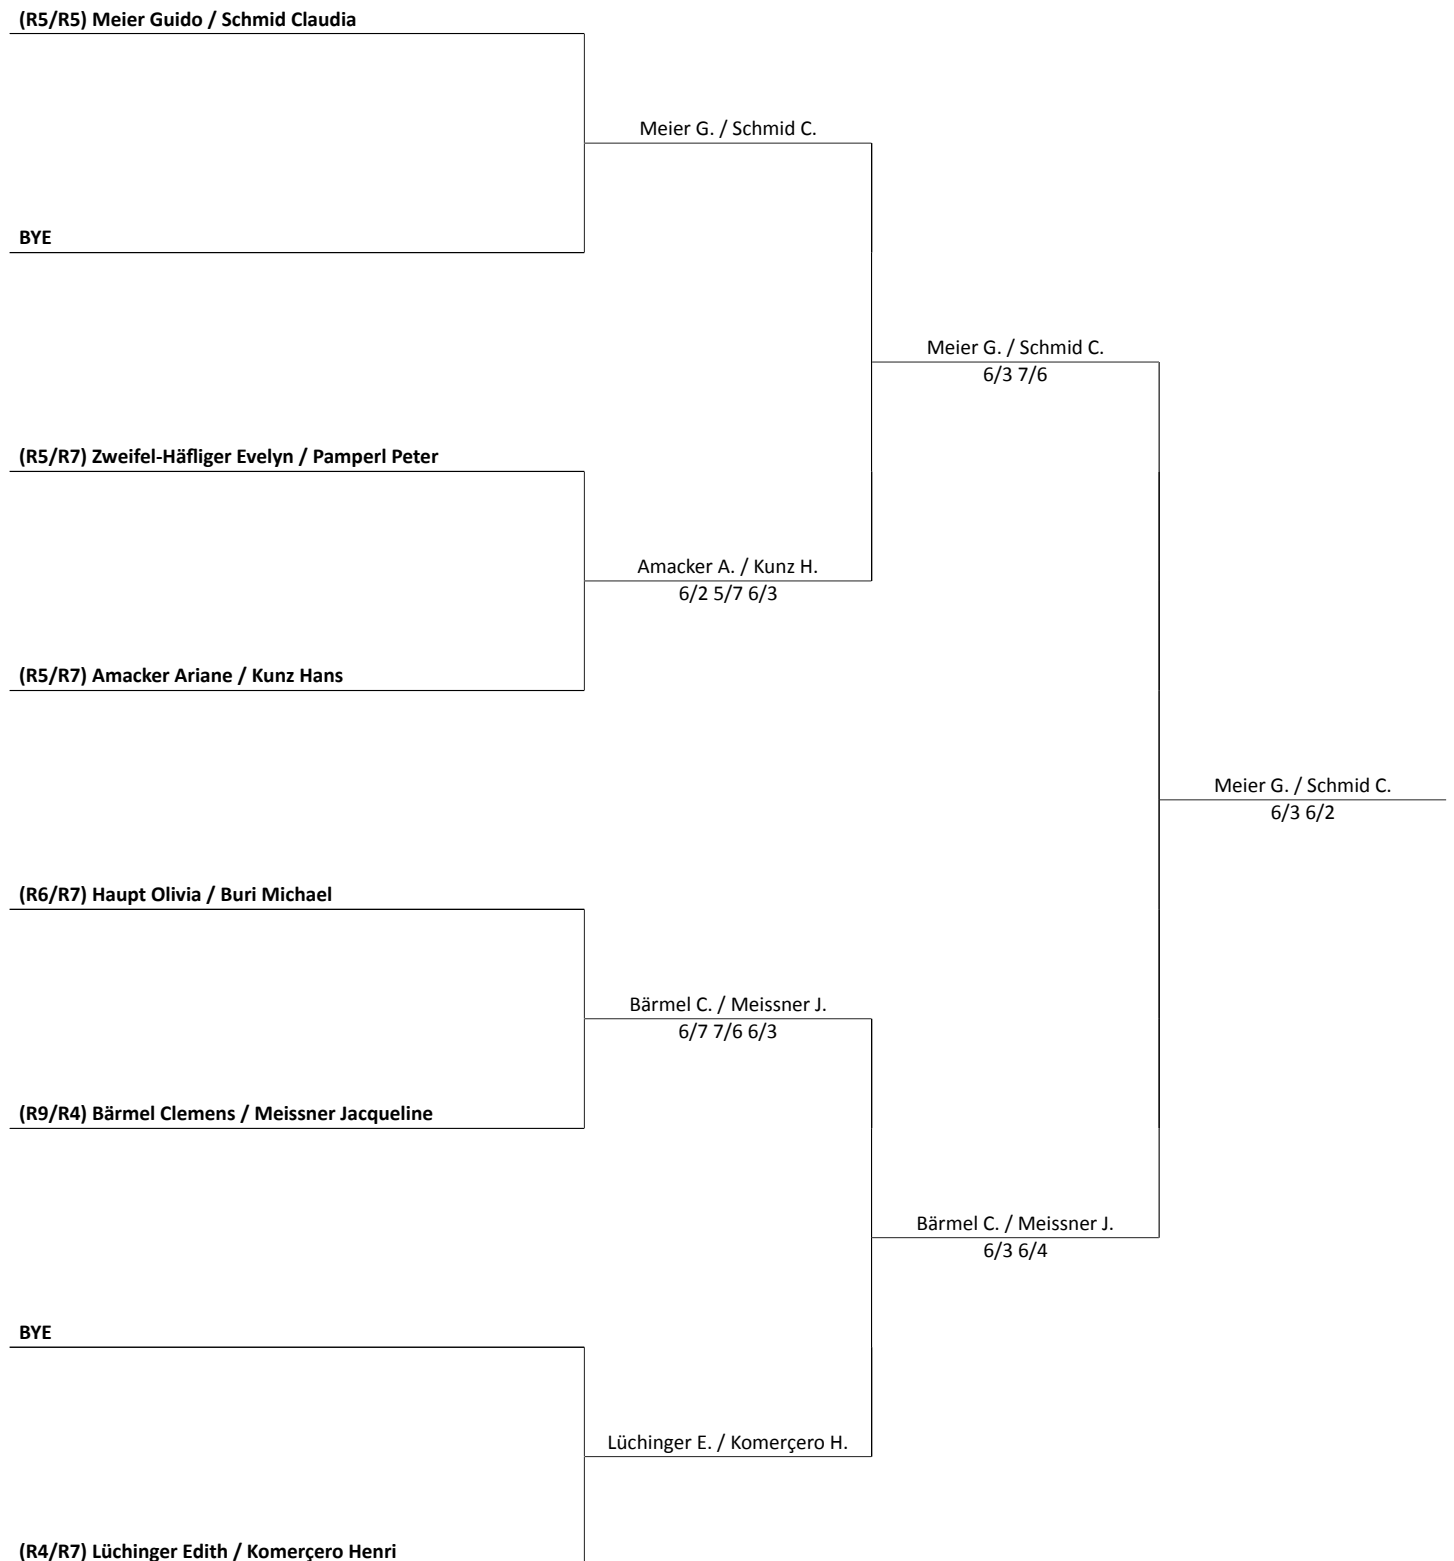 (R5/R5) Meier Guido / Schmid Claudia
Meier G. / Schmid C.
BYE
Meier G. / Schmid C.
6/3 7/6
(R5/R7) Zweifel-Häfliger Evelyn / Pamperl Peter
Amacker A. / Kunz H.
6/2 5/7 6/3
(R5/R7) Amacker Ariane / Kunz Hans
Meier G. / Schmid C.
6/3 6/2
(R6/R7) Haupt Olivia / Buri Michael
Bärmel C. / Meissner J.
6/7 7/6 6/3
(R9/R4) Bärmel Clemens / Meissner Jacqueline
Bärmel C. / Meissner J.
6/3 6/4
BYE
Lüchinger E. / Komerçero H.
(R4/R7) Lüchinger Edith / Komerçero Henri